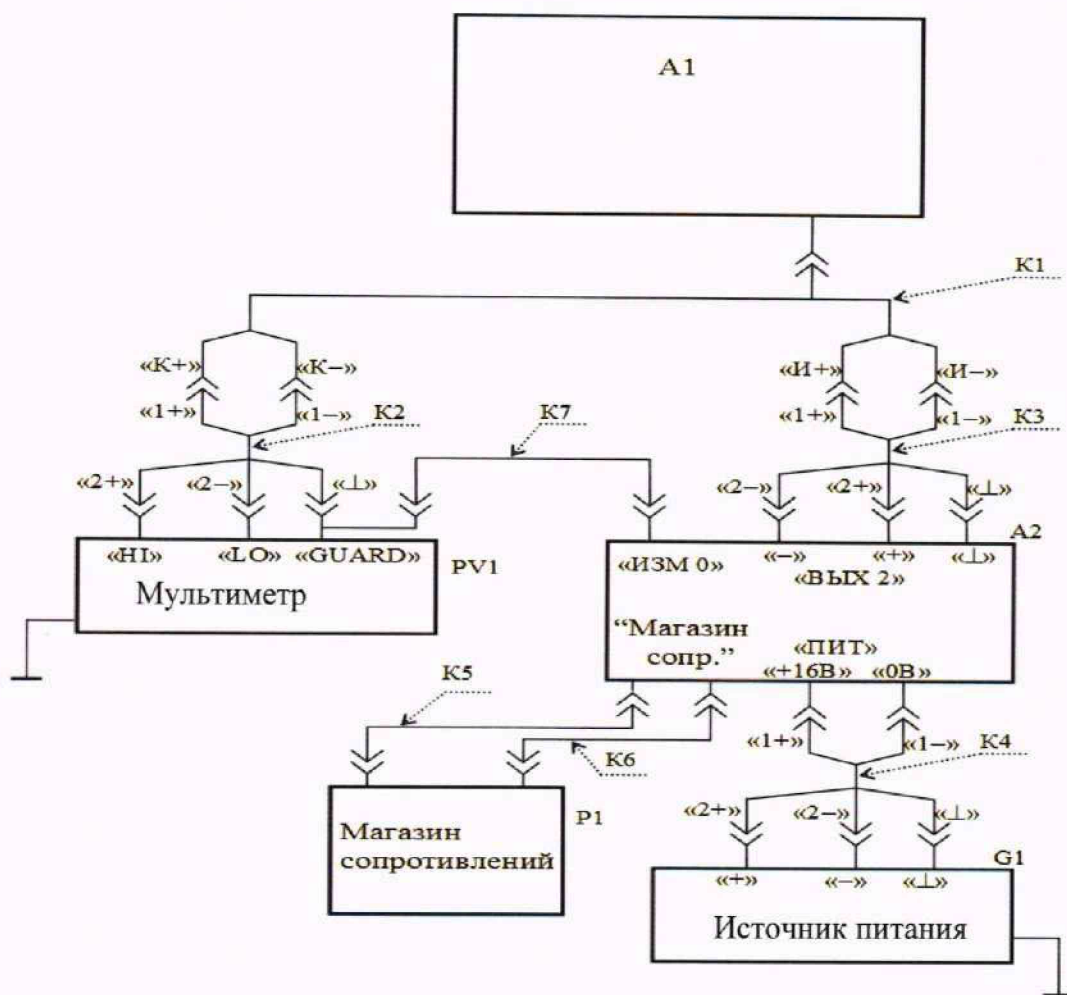 A1
K1
«К+» «К−» «И+» «И−»
«1+» «1−» K2 K7 «1+» «1−» K3
«2+» «2−» «⊥» «2−» «2+» «⊥»
A2
«HI» «LO» «GUARD» PV1 «ИЗМ 0» «−» «+» «⊥»
Мультиметр «ВЫХ 2»
“Магазин «ПИТ»
сопр.” «+16В» «0В»
K5
K6 «1+» «1−» K4
«2+» «2−» «⊥»
P1
Магазин
сопротивлений
G1
«+» «−» «⊥»
Источник питания